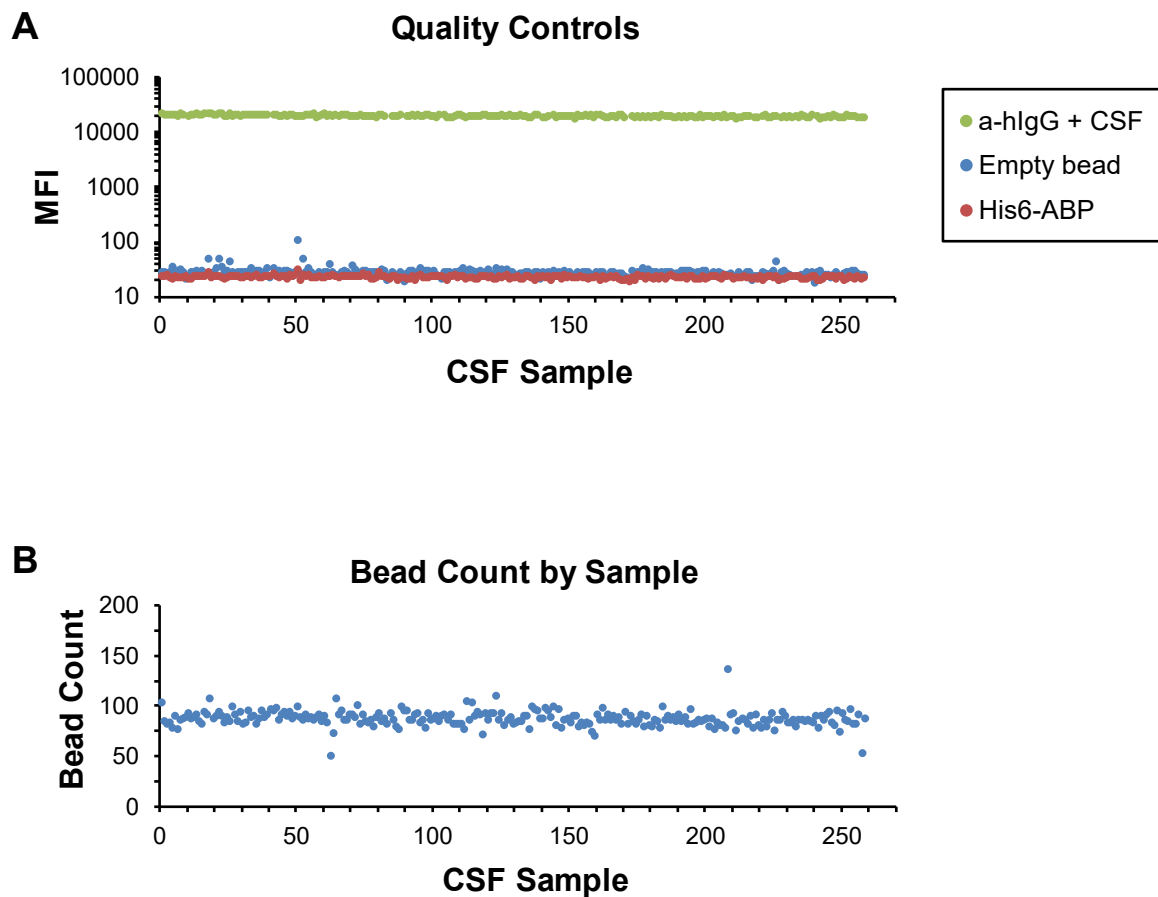 A
Quality Controls
100000
10000
1000
100
10
MFI
0 50 100 150 200 250
CSF Sample
a-hIgG + CSF
Empty bead
His6-ABP
B
Bead Count by Sample
200
150
100
50
0
Bead Count
0 50 100 150 200 250
CSF Sample